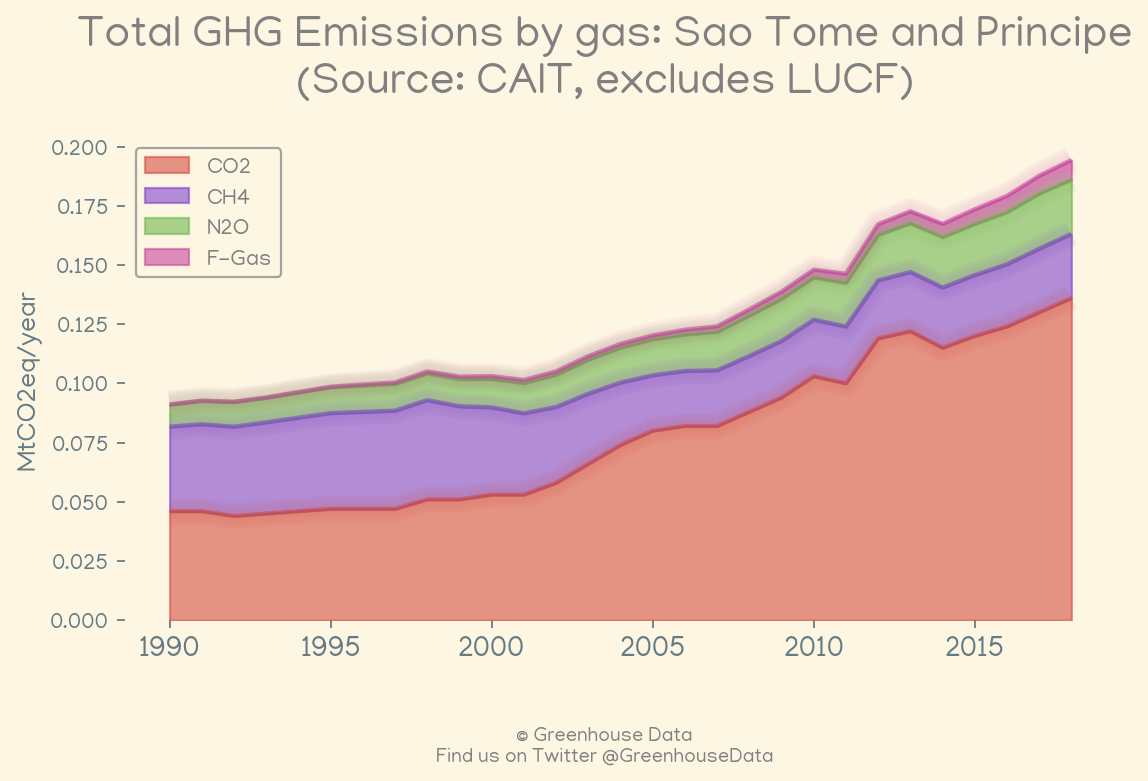 Total GHG Emissions by gas: Sao Tome and Principe
(Source: CAIT, excludes LUCF)
0.200
0.175
0.150
0.125
0.100
0.075
0.050
0.025
0.000
MtCO2eq/year
CO2
CH4
N2O
F-Gas
1990 1995 2000 2005 2010 2015
© Greenhouse Data
Find us on Twitter @GreenhouseData